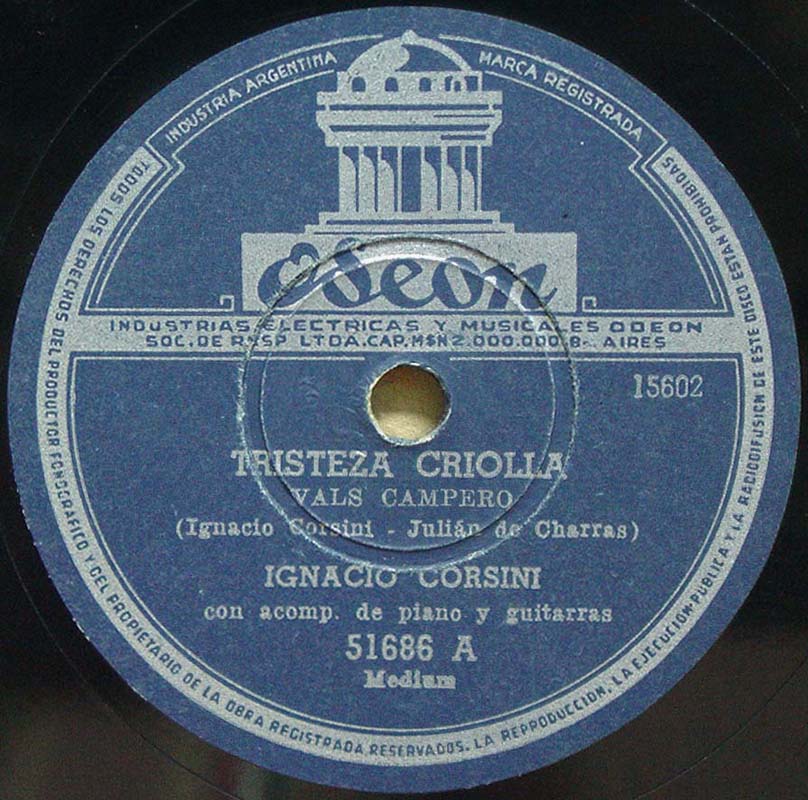 INDUSTRIA ARGENTINA
MARCA REGISTRADA
Odeon
INDUSTRIAS ELECTRICAS Y MUSICALES ODEON
SOC. DE RESP LTDA. CAP. M$N 2.000.000 B-. AIRES
15602
TRISTEZA CRIOLLA
VALS CAMPERO
(Ignacio Corsini - Julián de Charras)
IGNACIO CORSINI
con acomp. de piano y guitarras
51686 A
Medium
TODOS LOS DERECHOS DEL PRODUCTOR FONOGRAFICO Y DEL PROPIETARIO DE LA OBRA REGISTRADA RESERVADOS. LA REPRODUCCION, LA EJECUCION PUBLICA Y LA RADIODIFUSION DE ESTE DISCO ESTAN PROHIBIDAS